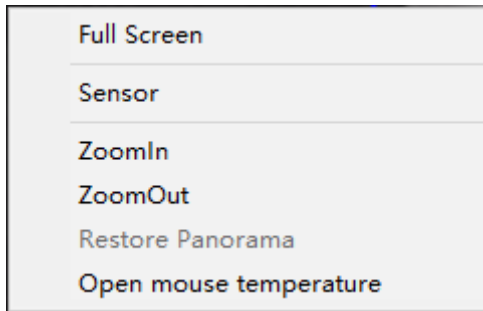 Full Screen
Sensor
ZoomIn
ZoomOut
Restore Panorama
Open mouse temperature